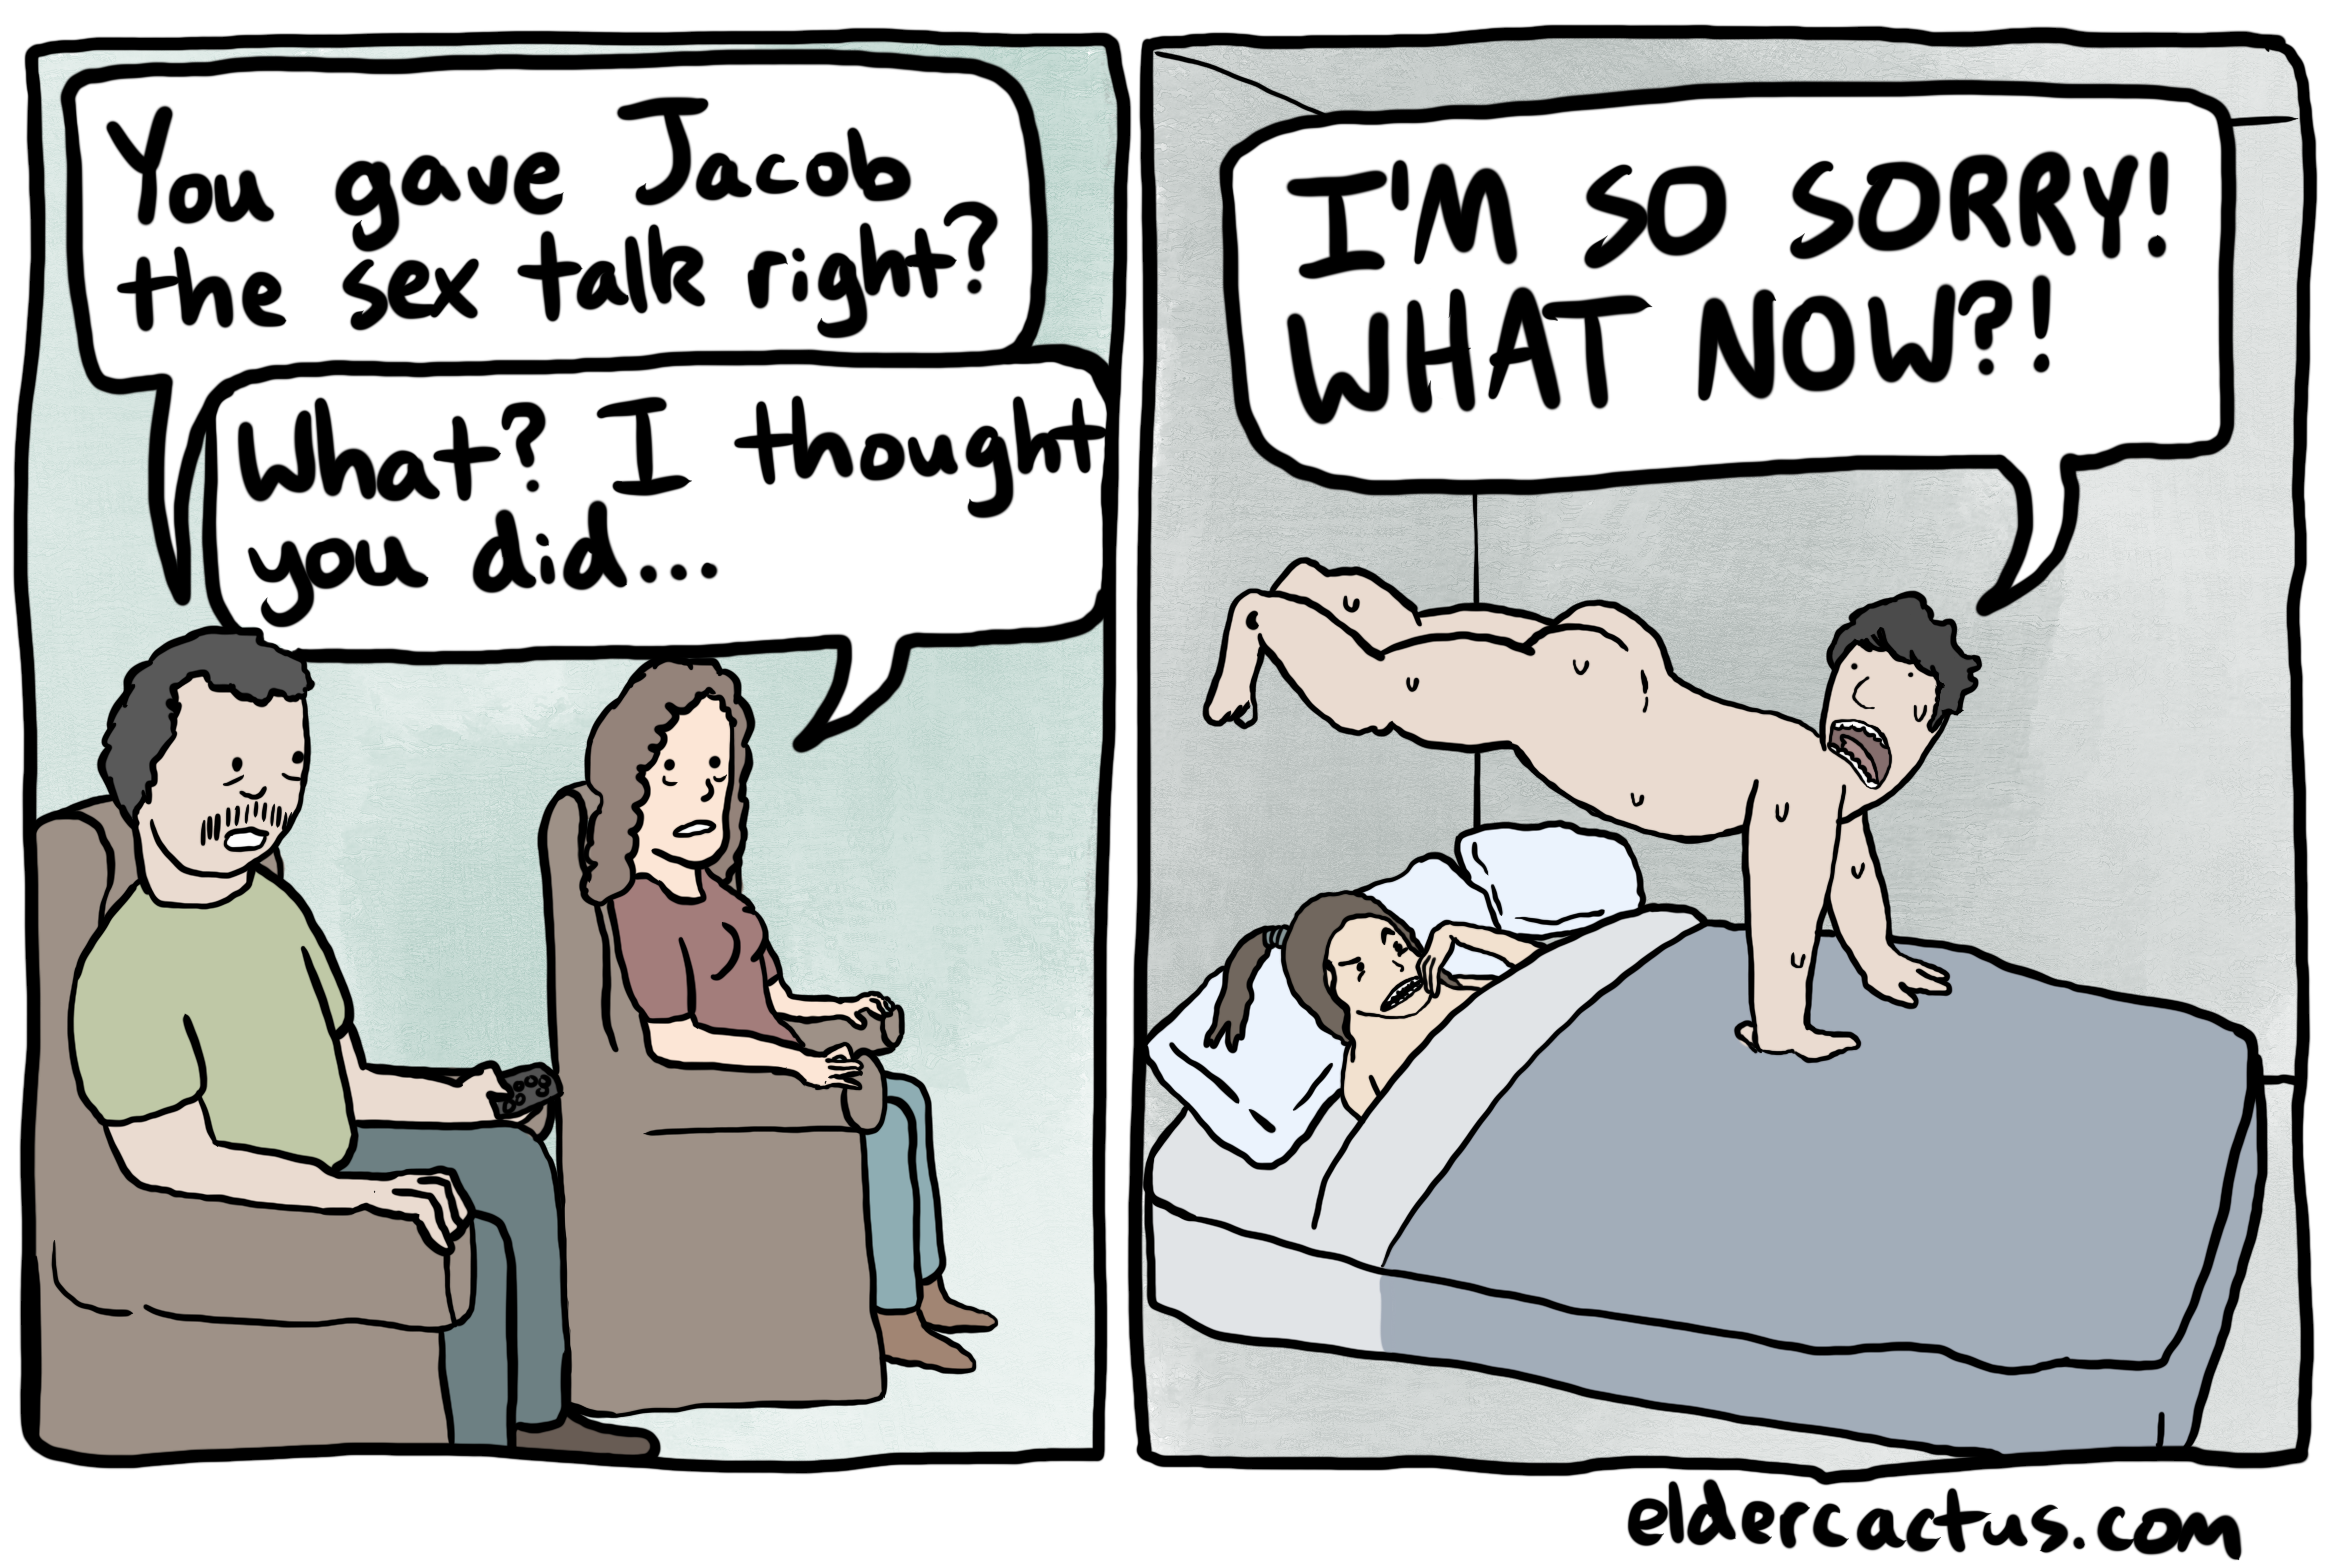 You gave Jacob
the sex talk right?
What? I thought
you did...
I'M SO SORRY!
WHAT NOW?!
eldercactus.com